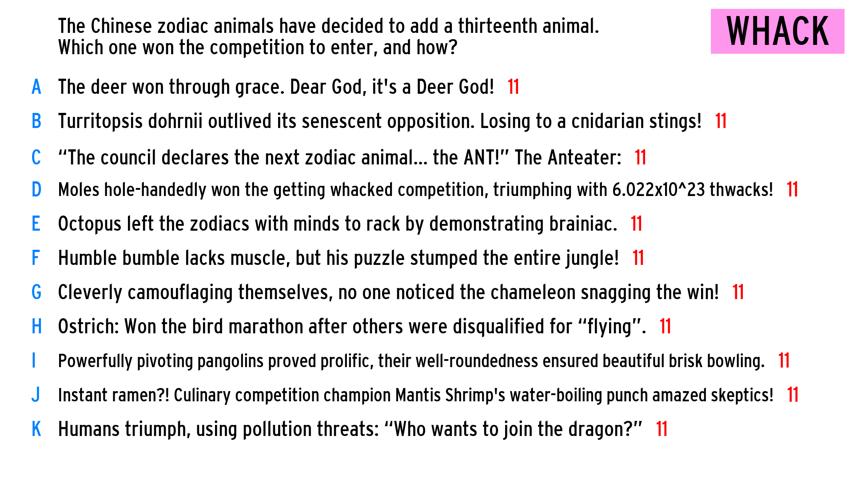 The Chinese zodiac animals have decided to add a thirteenth animal.
Which one won the competition to enter, and how?
WHACK
A The deer won through grace. Dear God, it's a Deer God! 11
B Turritopsis dohrnii outlived its senescent opposition. Losing to a cnidarian stings! 11
C “The council declares the next zodiac animal... the ANT!” The Anteater: 11
D Moles hole-handedly won the getting whacked competition, triumphing with 6.022x10^23 thwacks! 11
E Octopus left the zodiacs with minds to rack by demonstrating brainiac. 11
F Humble bumble lacks muscle, but his puzzle stumped the entire jungle! 11
G Cleverly camouflaging themselves, no one noticed the chameleon snagging the win! 11
H Ostrich: Won the bird marathon after others were disqualified for “flying”. 11
I Powerfully pivoting pangolins proved prolific, their well-roundedness ensured beautiful brisk bowling. 11
J Instant ramen?! Culinary competition champion Mantis Shrimp's water-boiling punch amazed skeptics! 11
K Humans triumph, using pollution threats: “Who wants to join the dragon?” 11